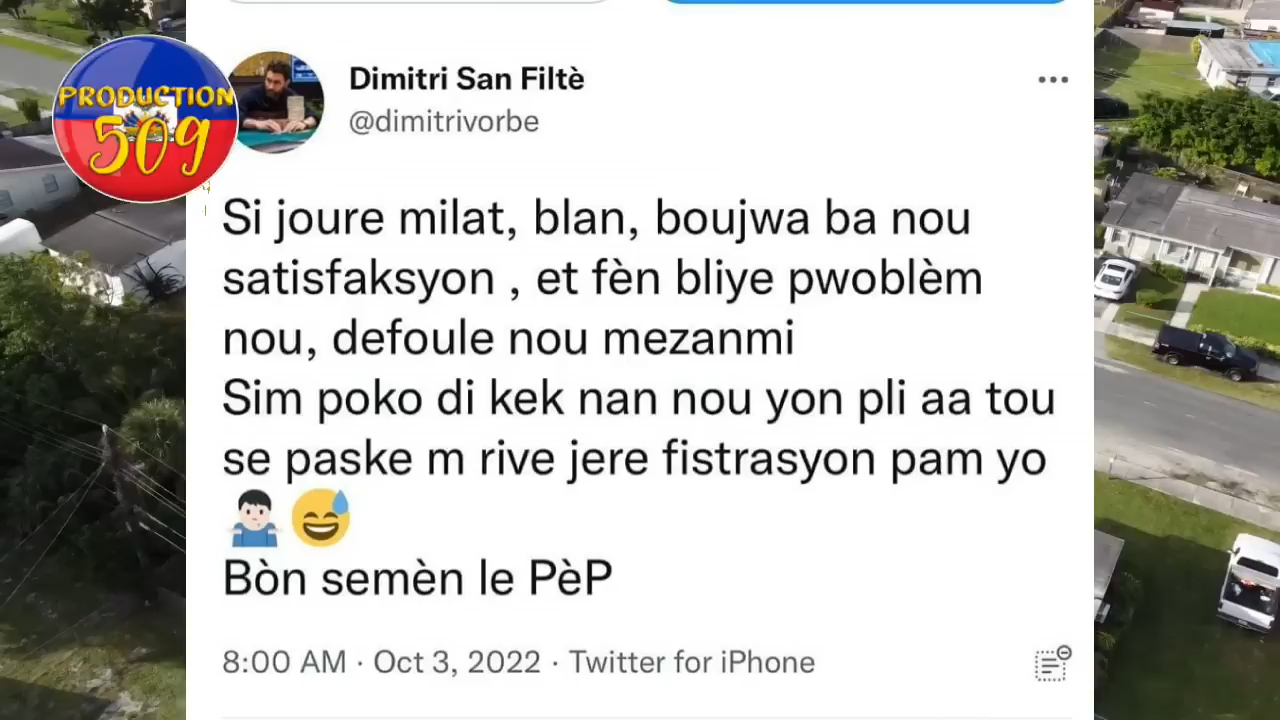 PRODUCTION
509
Dimitri San Filtè
@dimitrivorbe
Si joure milat, blan, boujwa ba nou
satisfaksyon , et fèn bliye pwoblèm
nou, defoule nou mezanmi
Sim poko di kek nan nou yon pli aa tou
se paske m rive jere fistrasyon pam yo
🤷🏻‍♂️😅
Bòn semèn le PèP
8:00 AM · Oct 3, 2022 · Twitter for iPhone